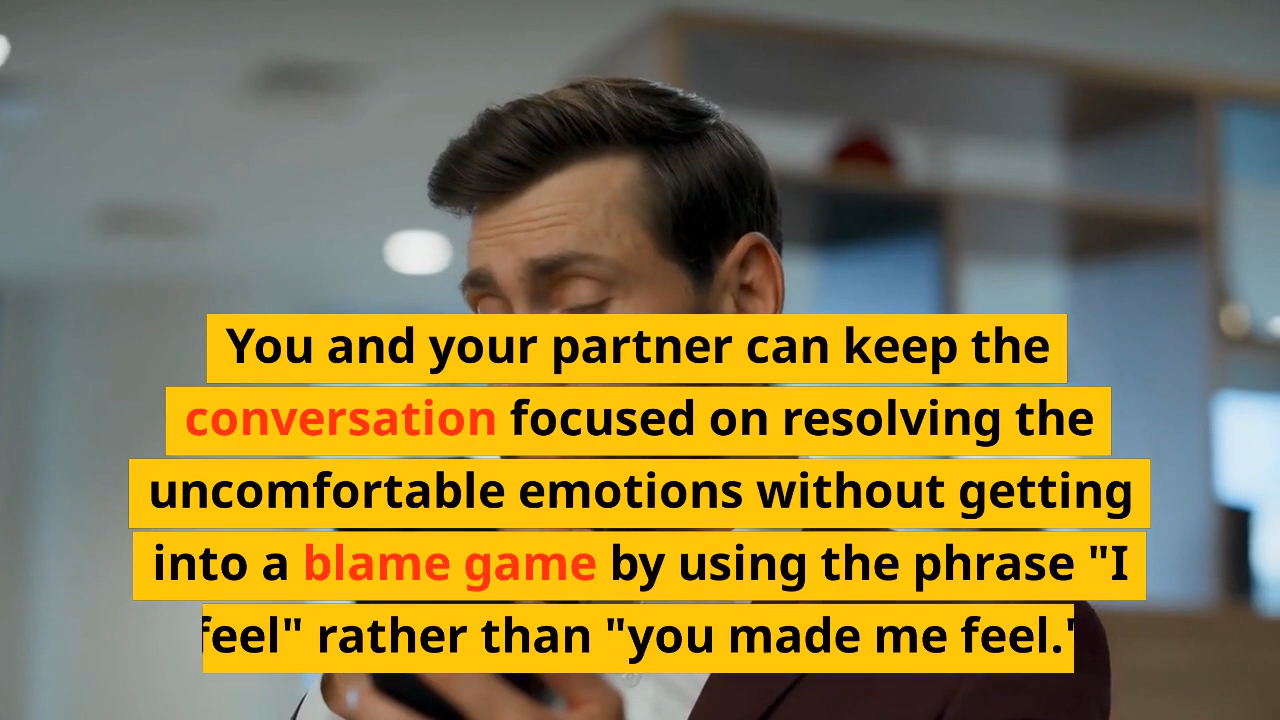 You and your partner can keep the
conversation focused on resolving the
uncomfortable emotions without getting
into a blame game by using the phrase "I
feel" rather than "you made me feel."